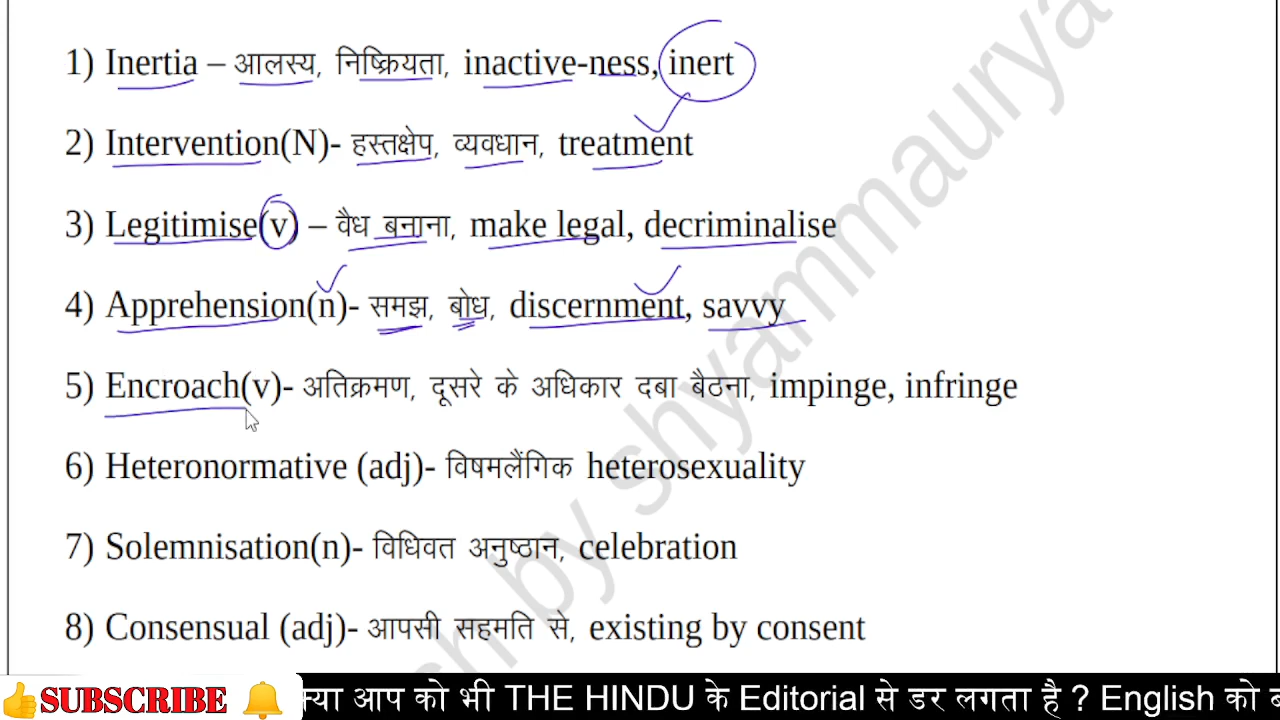 1) Inertia – आलस्य, निष्क्रियता, inactive-ness, inert
2) Intervention(N)- हस्तक्षेप, व्यवधान, treatment
3) Legitimise(v) – वैध बनाना, make legal, decriminalise
4) Apprehension(n)- समझ, बोध, discernment, savvy
5) Encroach(v)- अतिक्रमण, दूसरे के अधिकार दबा बैठना, impinge, infringe
6) Heteronormative (adj)- विषमलैंगिक heterosexuality
7) Solemnisation(n)- विधिवत अनुष्ठान, celebration
8) Consensual (adj)- आपसी सहमति से, existing by consent
by shyammaurya
SUBSCRIBE
क्या आप को भी THE HINDU के Editorial से डर लगता है ? English को